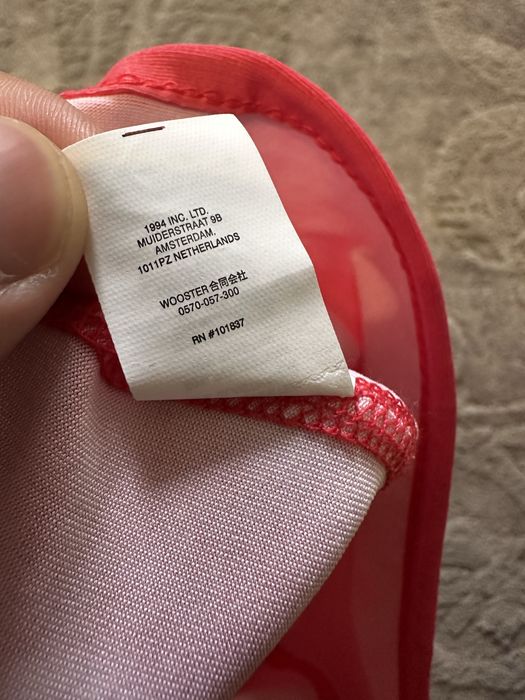 1994 INC. LTD.
MUIDERSTRAAT 9B
AMSTERDAM.
1011PZ NETHERLANDS
WOOSTER合同会社
0570-057-300
RN #101837